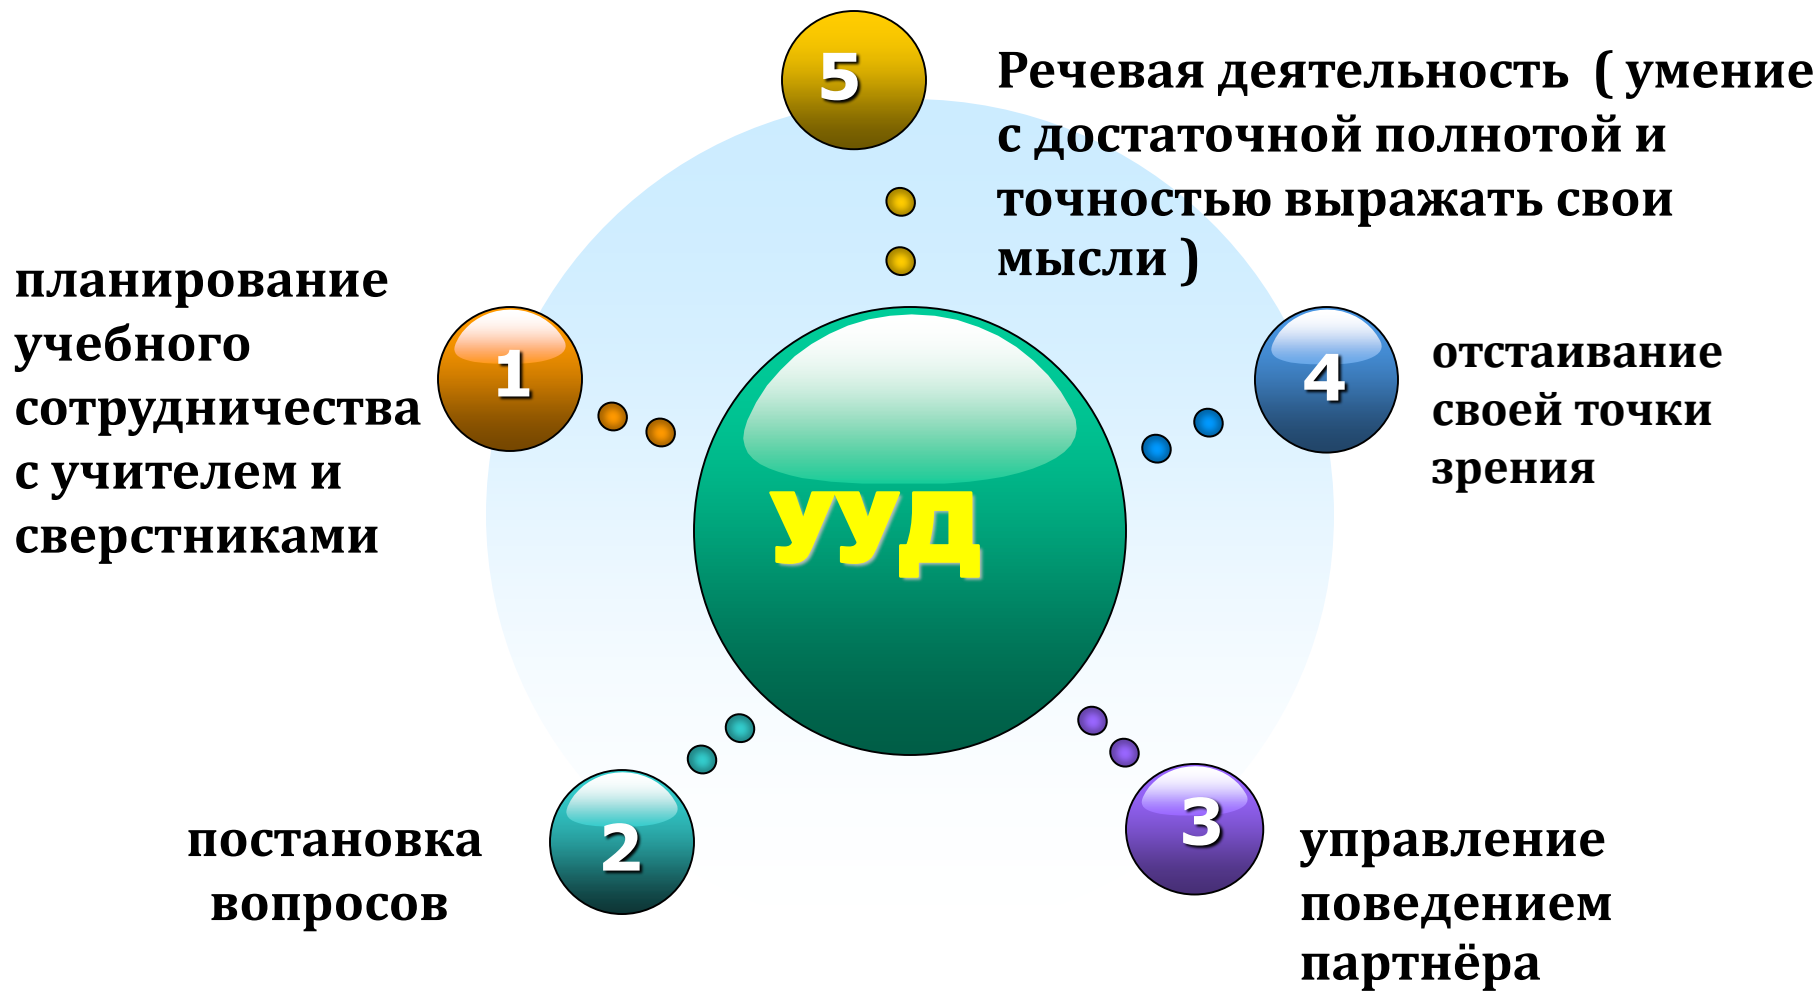 5
Речевая деятельность ( умение
с достаточной полнотой и
точностью выражать свои
мысли )
планирование
учебного
сотрудничества
с учителем и
сверстниками
1
4
отстаивание
своей точки
зрения
УУД
2
постановка
вопросов
3
управление
поведением
партнёра